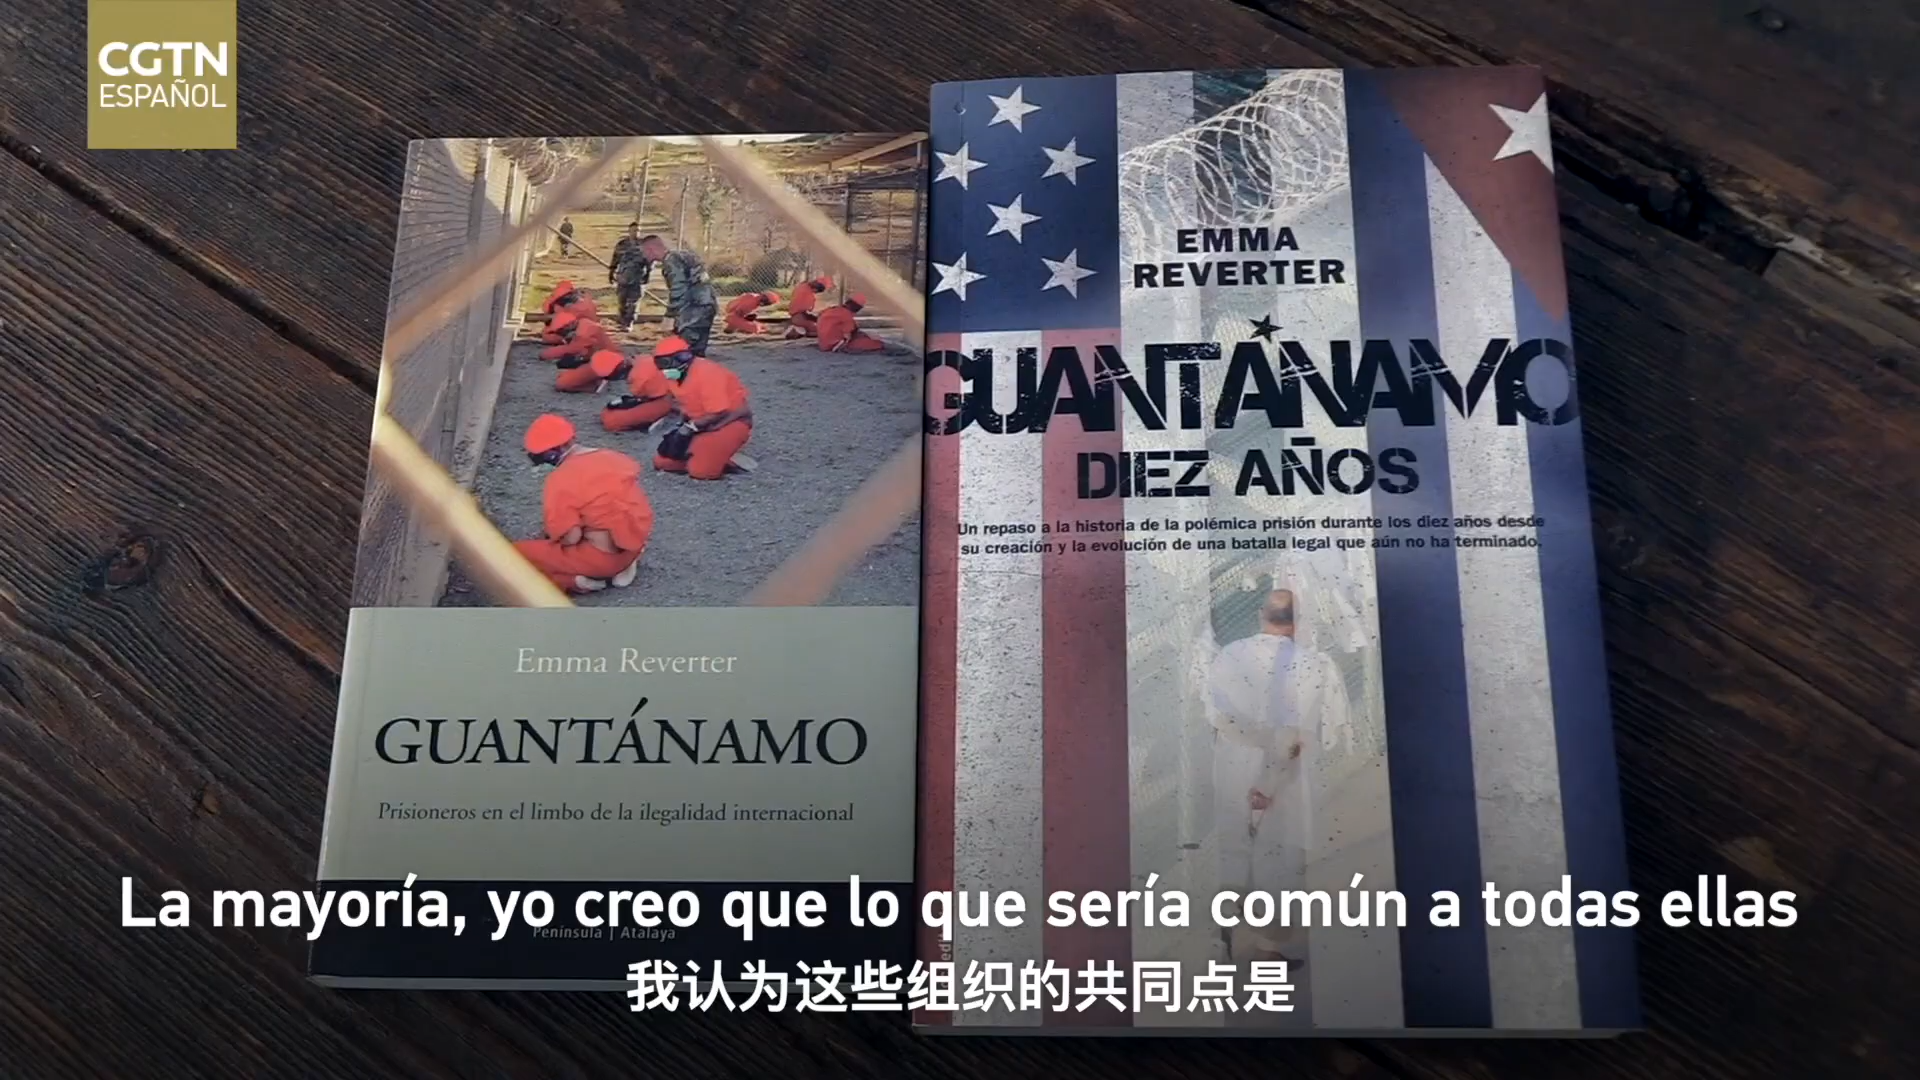 CGTN
ESPAÑOL
Emma Reverter
GUANTÁNAMO
Prisioneros en el limbo de la ilegalidad internacional
Península | Atalaya
EMMA
REVERTER
GUANTÁNAMO
DIEZ AÑOS
Un repaso a la historia de la polémica prisión durante los diez años desde
su creación y la evolución de una batalla legal que aún no ha terminado.
La mayoría, yo creo que lo que sería común a todas ellas
我认为这些组织的共同点是